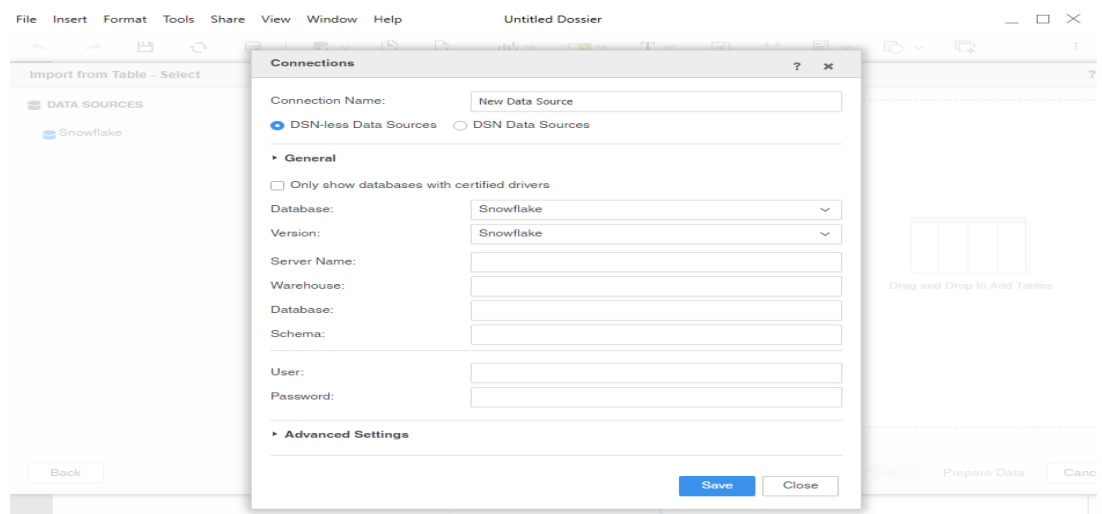 File Insert Format Tools Share View Window Help Untitled Dossier
Import from Table - Select
?
DATA SOURCES
Snowflake
Connections
?
Connection Name: New Data Source
DSN-less Data Sources DSN Data Sources
General
Only show databases with certified drivers
Database: Snowflake
Version: Snowflake
Server Name:
Warehouse:
Database:
Schema:
User:
Password:
Advanced Settings
Save Close
Drag and Drop to Add Tables
Back
Prepare Data
Canc